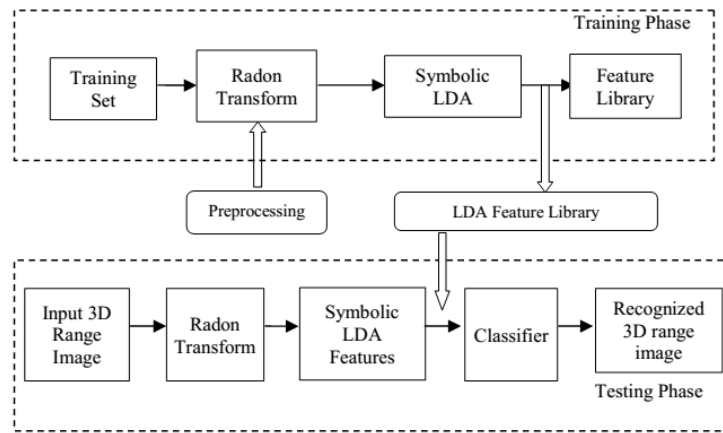 Training Phase
Training
Set
Radon
Transform
Symbolic
LDA
Feature
Library
Preprocessing
LDA Feature Library
Input 3D
Range
Image
Radon
Transform
Symbolic
LDA
Features
Classifier
Recognized
3D range
image
Testing Phase